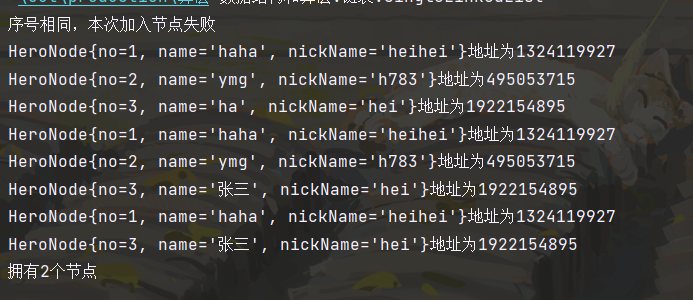 序号相同，本次加入节点失败
HeroNode{no=1, name='haha', nickName='heihei'}地址为1324119927
HeroNode{no=2, name='ymg', nickName='h783'}地址为495053715
HeroNode{no=3, name='ha', nickName='hei'}地址为1922154895
HeroNode{no=1, name='haha', nickName='heihei'}地址为1324119927
HeroNode{no=2, name='ymg', nickName='h783'}地址为495053715
HeroNode{no=3, name='张三', nickName='hei'}地址为1922154895
HeroNode{no=1, name='haha', nickName='heihei'}地址为1324119927
HeroNode{no=3, name='张三', nickName='hei'}地址为1922154895
拥有2个节点